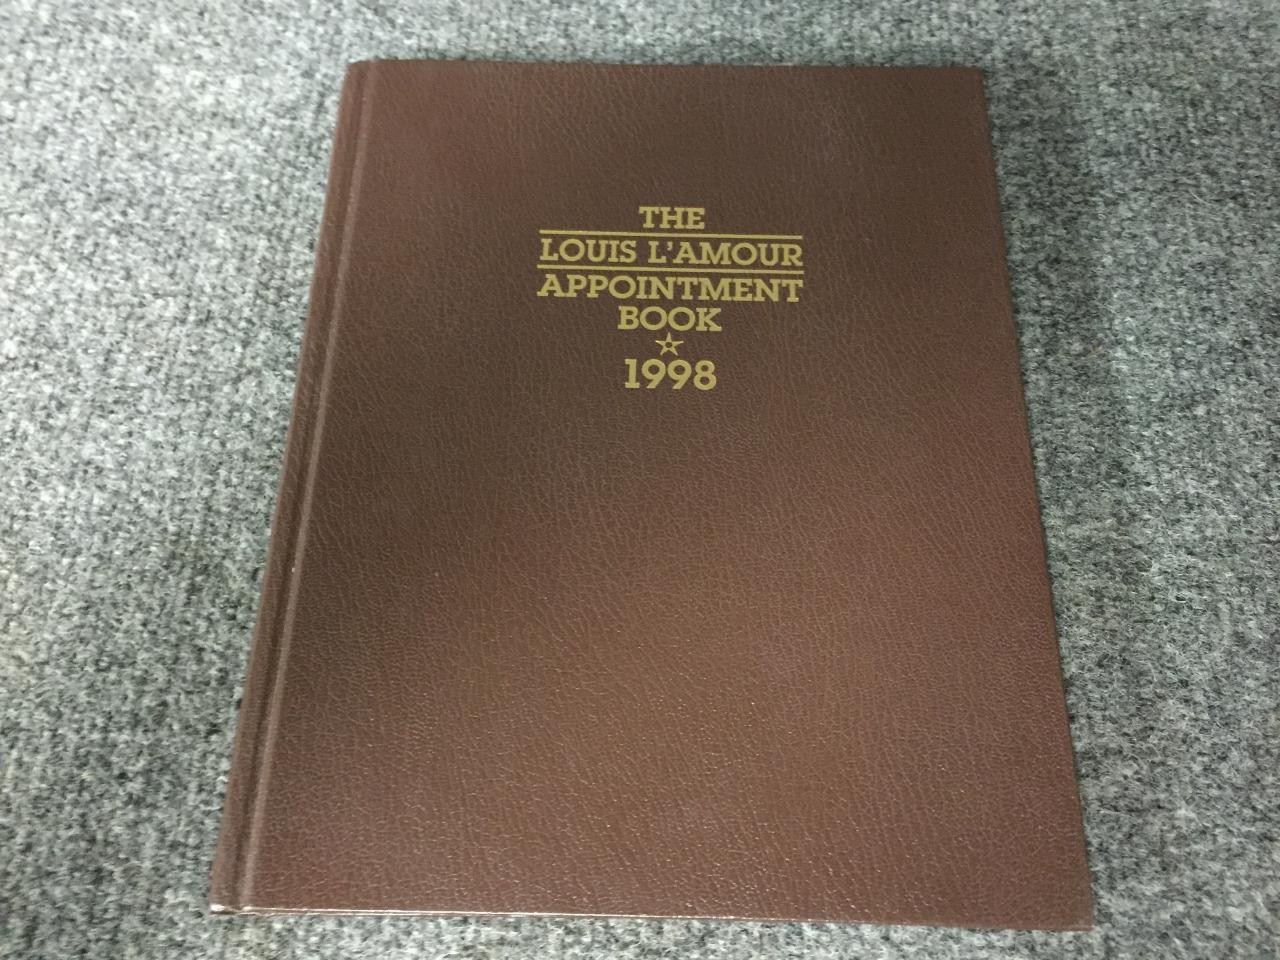 THE
LOUIS L'AMOUR
APPOINTMENT
BOOK
1998